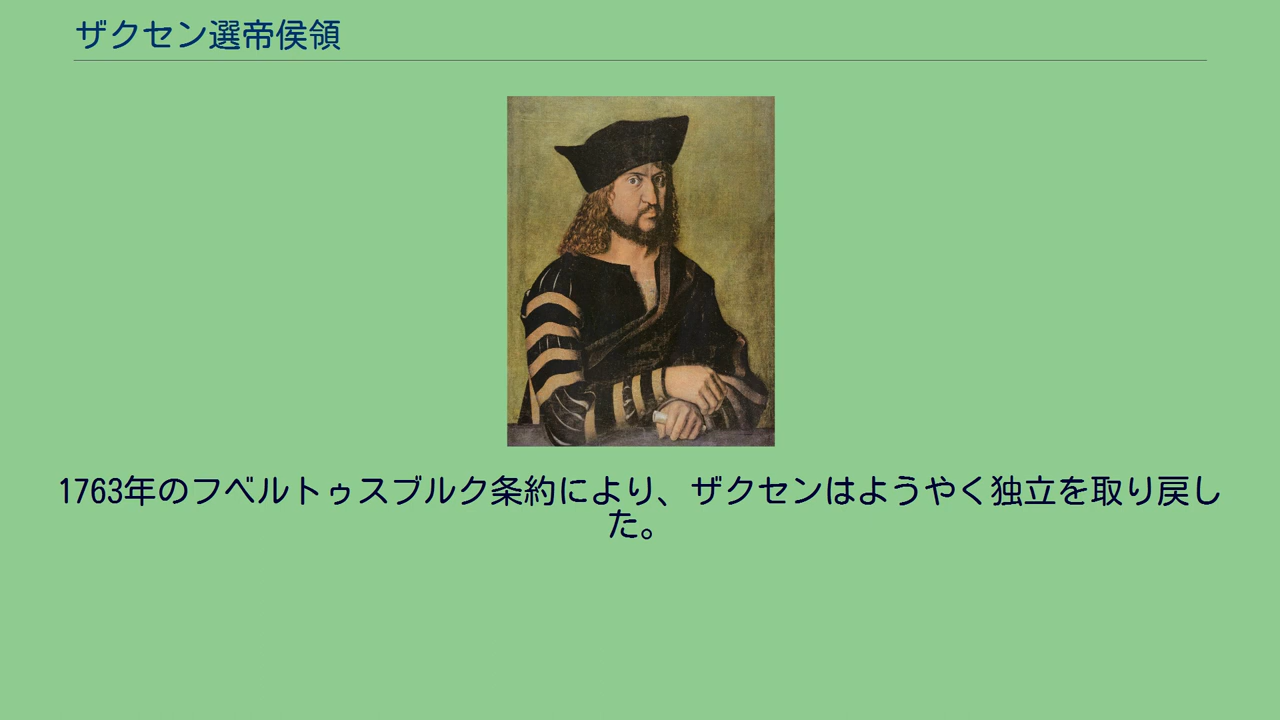 ザクセン選帝侯領
1763年のフベルトゥスブルク条約により、ザクセンはようやく独立を取り戻し
た。